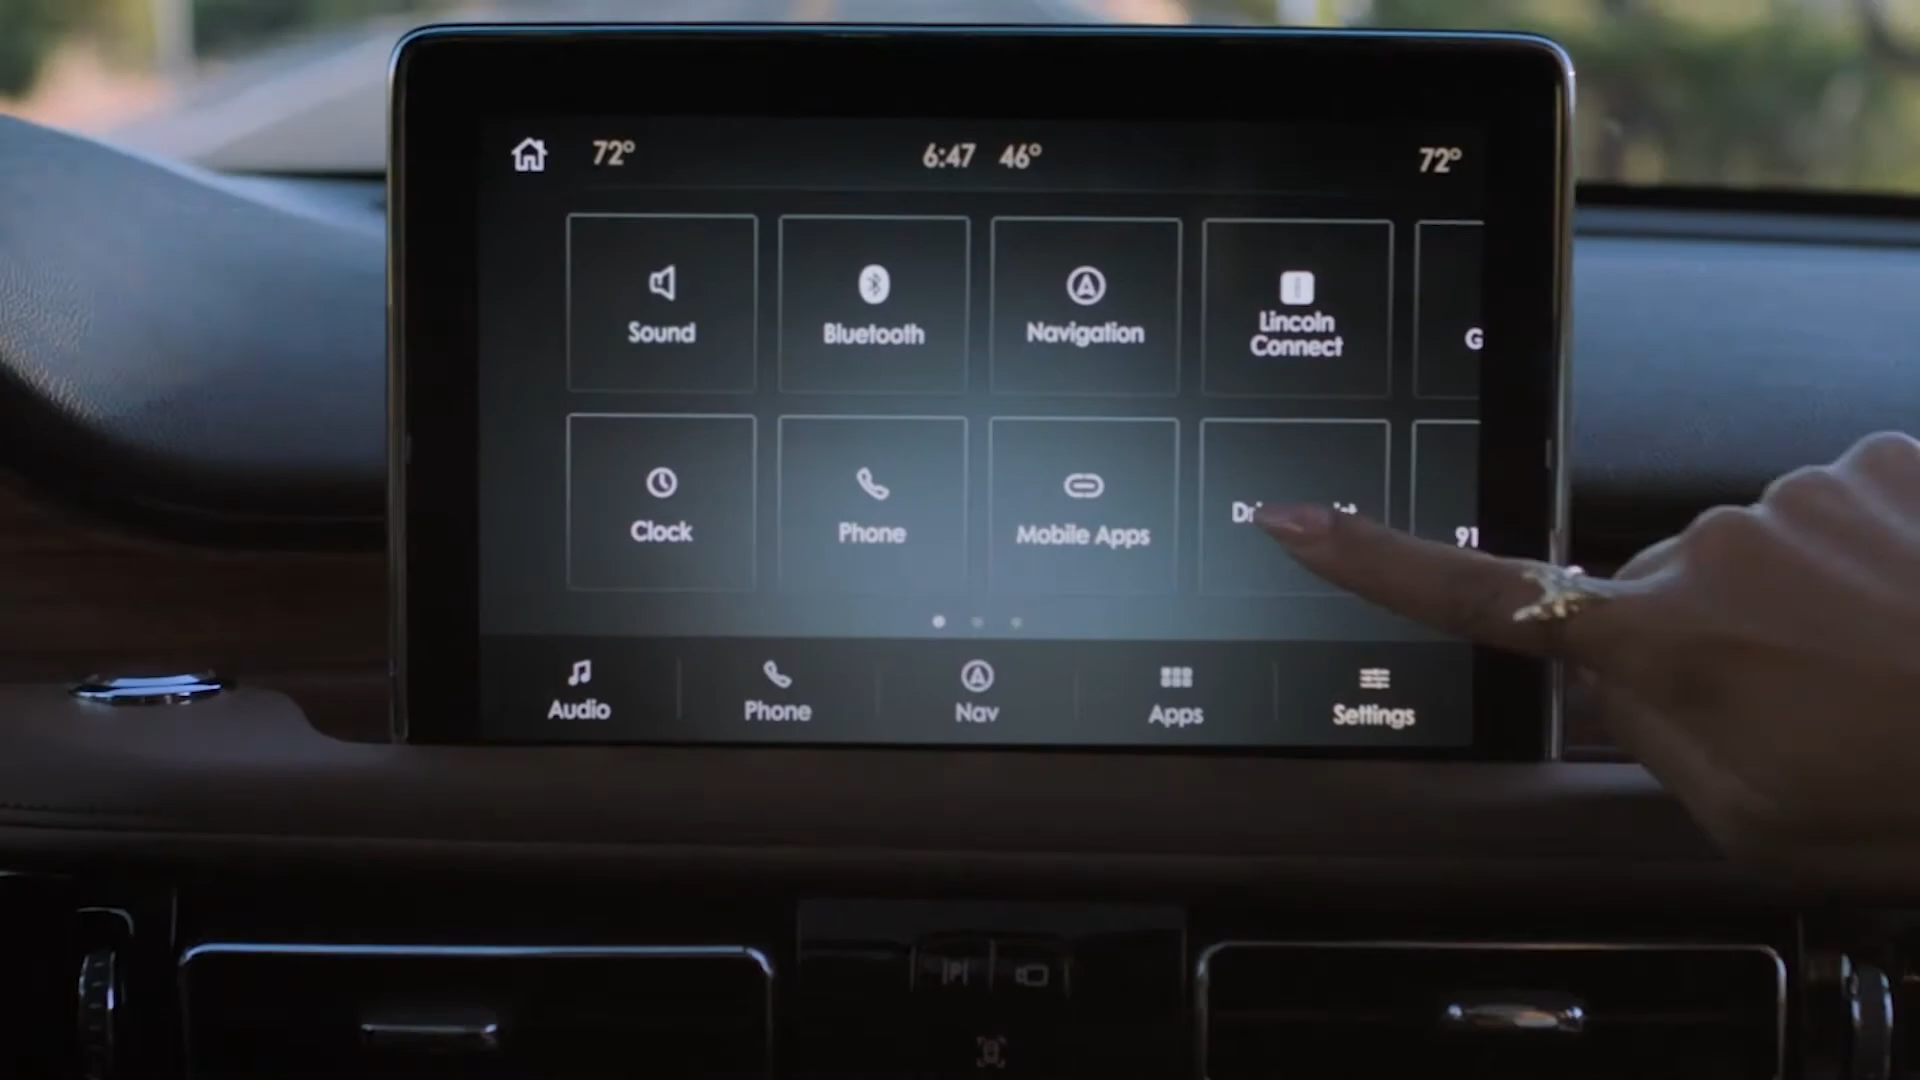 72° 6:47 46° 72°
Sound
Bluetooth
Navigation
Lincoln
Connect
G
Clock
Phone
Mobile Apps
91
Audio
Phone
Nav
Apps
Settings
P